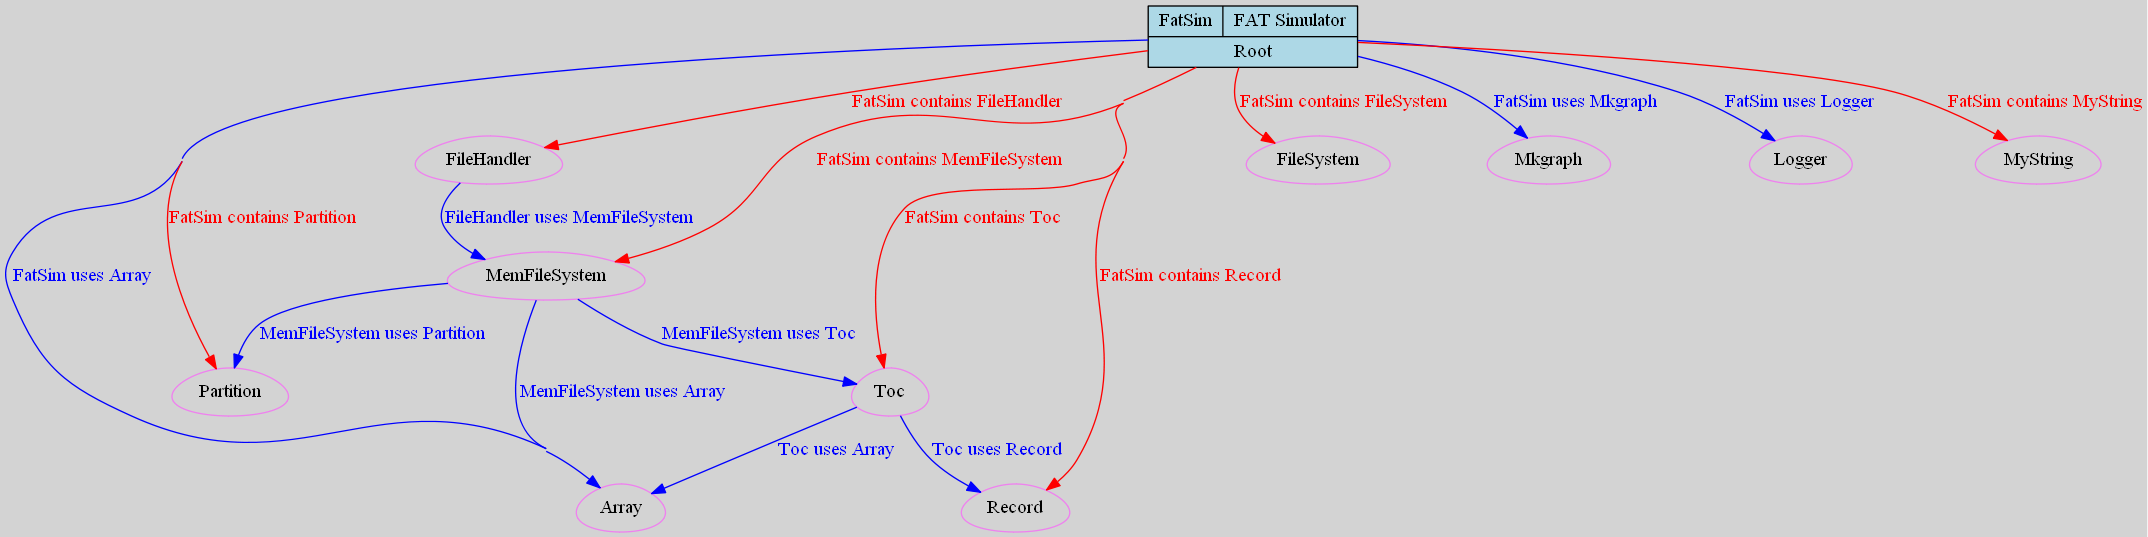 FatSim FAT Simulator
Root
FatSim contains FileHandler
FatSim contains FileSystem
FatSim uses Mkgraph
FatSim uses Logger
FatSim contains MyString
FileHandler
FatSim contains MemFileSystem
FileSystem
Mkgraph
Logger
MyString
FatSim contains Partition
FileHandler uses MemFileSystem
FatSim contains Toc
FatSim uses Array
MemFileSystem
FatSim contains Record
MemFileSystem uses Partition
MemFileSystem uses Toc
Partition
MemFileSystem uses Array
Toc
Toc uses Array
Toc uses Record
Array
Record